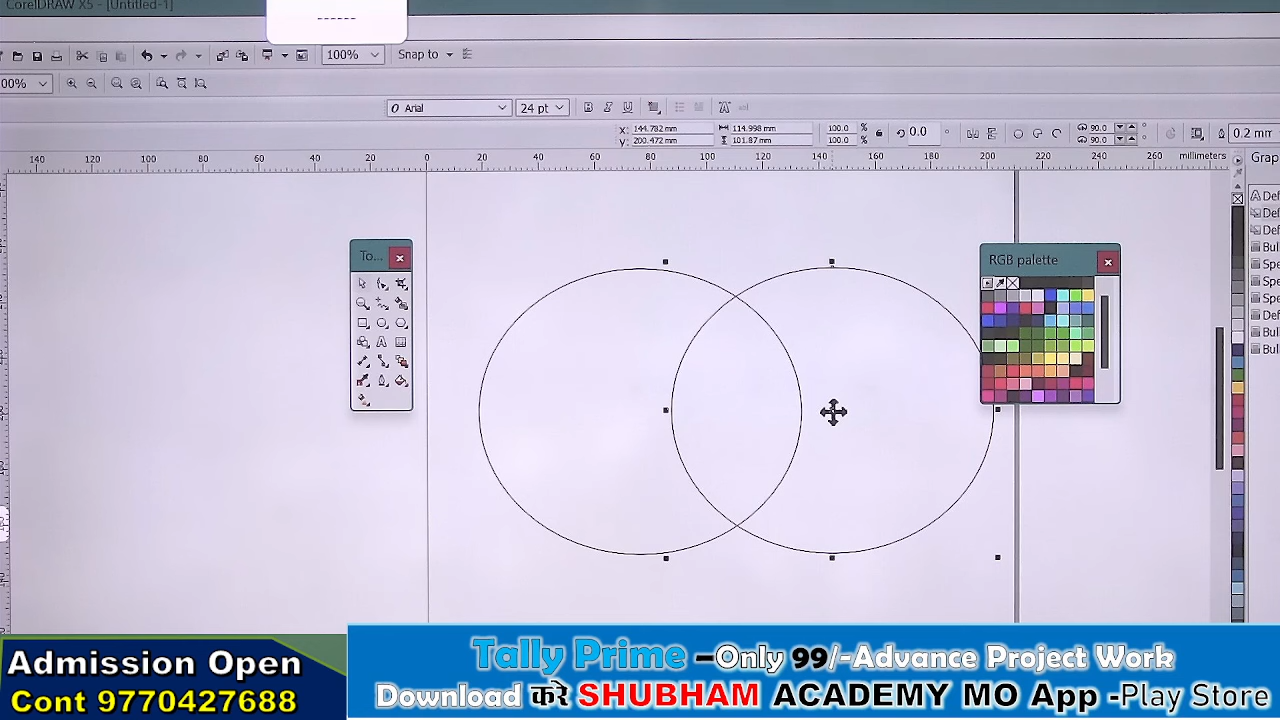 CorelDRAW X5 - [Untitled-1]
------
100%
Snap to
00%
Arial
24 pt
B
U
x: 144.782 mm
y: 200.472 mm
114.998 mm
101.87 mm
100.0 %
100.0 %
0.0 °
90.0 °
90.0 °
0.2 mm
140 120 100 80 60 40 20 0 20 40 60 80 100 120 140 160 180 200 220 240 260 millimeters
Grap
To...
RGB palette
Def
Def
Def
Bull
Spe
Spe
Spe
Def
Bull
Bull
Admission Open
Cont 9770427688
Tally Prime –Only 99/-Advance Project Work
Download करे SHUBHAM ACADEMY MO App -Play Store